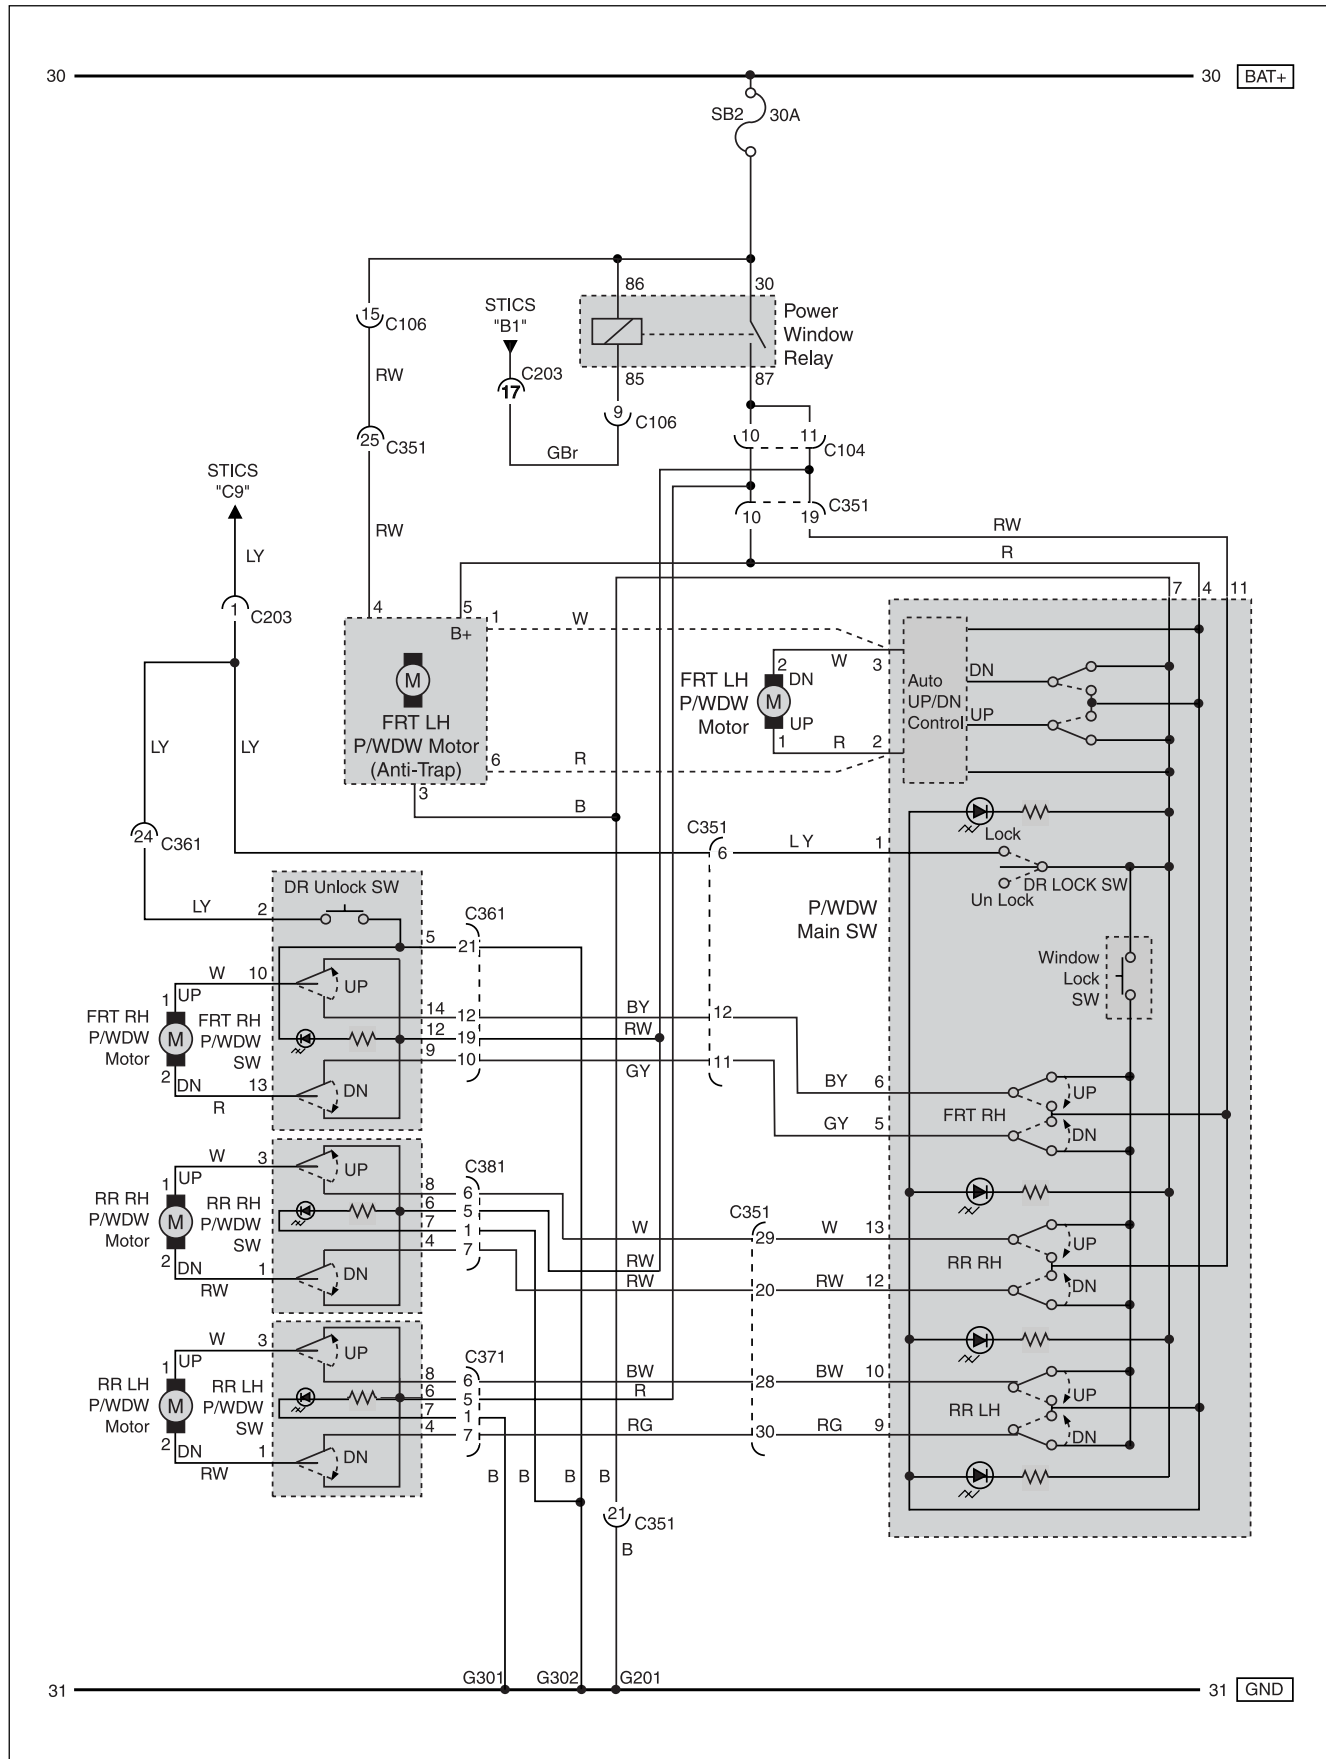 30
30 BAT+
SB2 30A
86 30
STICS
"B1"
Power
Window
Relay
15 C106
C203
17
85 87
RW
9 C106
25 C351
GBr
10 11 C104
STICS
"C9"
C351
10 19
RW
RW
R
LY
7 4 11
1 C203
4 5 1
B+
W
M
FRT LH
P/WDW Motor
(Anti-Trap)
6
R
3
B
FRT LH
P/WDW
Motor
2 W 3
DN
M
UP
1 R 2
Auto
UP/DN
Control
DN
UP
LY LY
24 C361
C351
6
L Y 1
Lock
DR LOCK SW
Un Lock
P/WDW
Main SW
Window
Lock
SW
DR Unlock SW
LY 2
C361
5 21
W 10
1 UP
UP
14 12 BY 12
12 19 RW
9 10 GY 11
FRT RH
P/WDW
Motor
M
FRT RH
P/WDW
SW
2 DN 13
R
DN
BY 6
GY 5
FRT RH
UP
DN
W 3
1 UP
UP
C381
8 6
6 5
7 1
4 7
RR RH
P/WDW
Motor
M
RR RH
P/WDW
SW
2 DN 1
RW
DN
W
RW
RW
C351
29 W 13
20 RW 12
RR RH
UP
DN
W 3
1 UP
UP
C371
8 6 BW 28 BW 10
6 5 R
7 1
4 7 RG 30 RG 9
RR LH
P/WDW
Motor
M
RR LH
P/WDW
SW
2 DN 1
RW
DN
RR LH
UP
DN
B B B B
21 C351
B
G301 G302 G201
31
31 GND